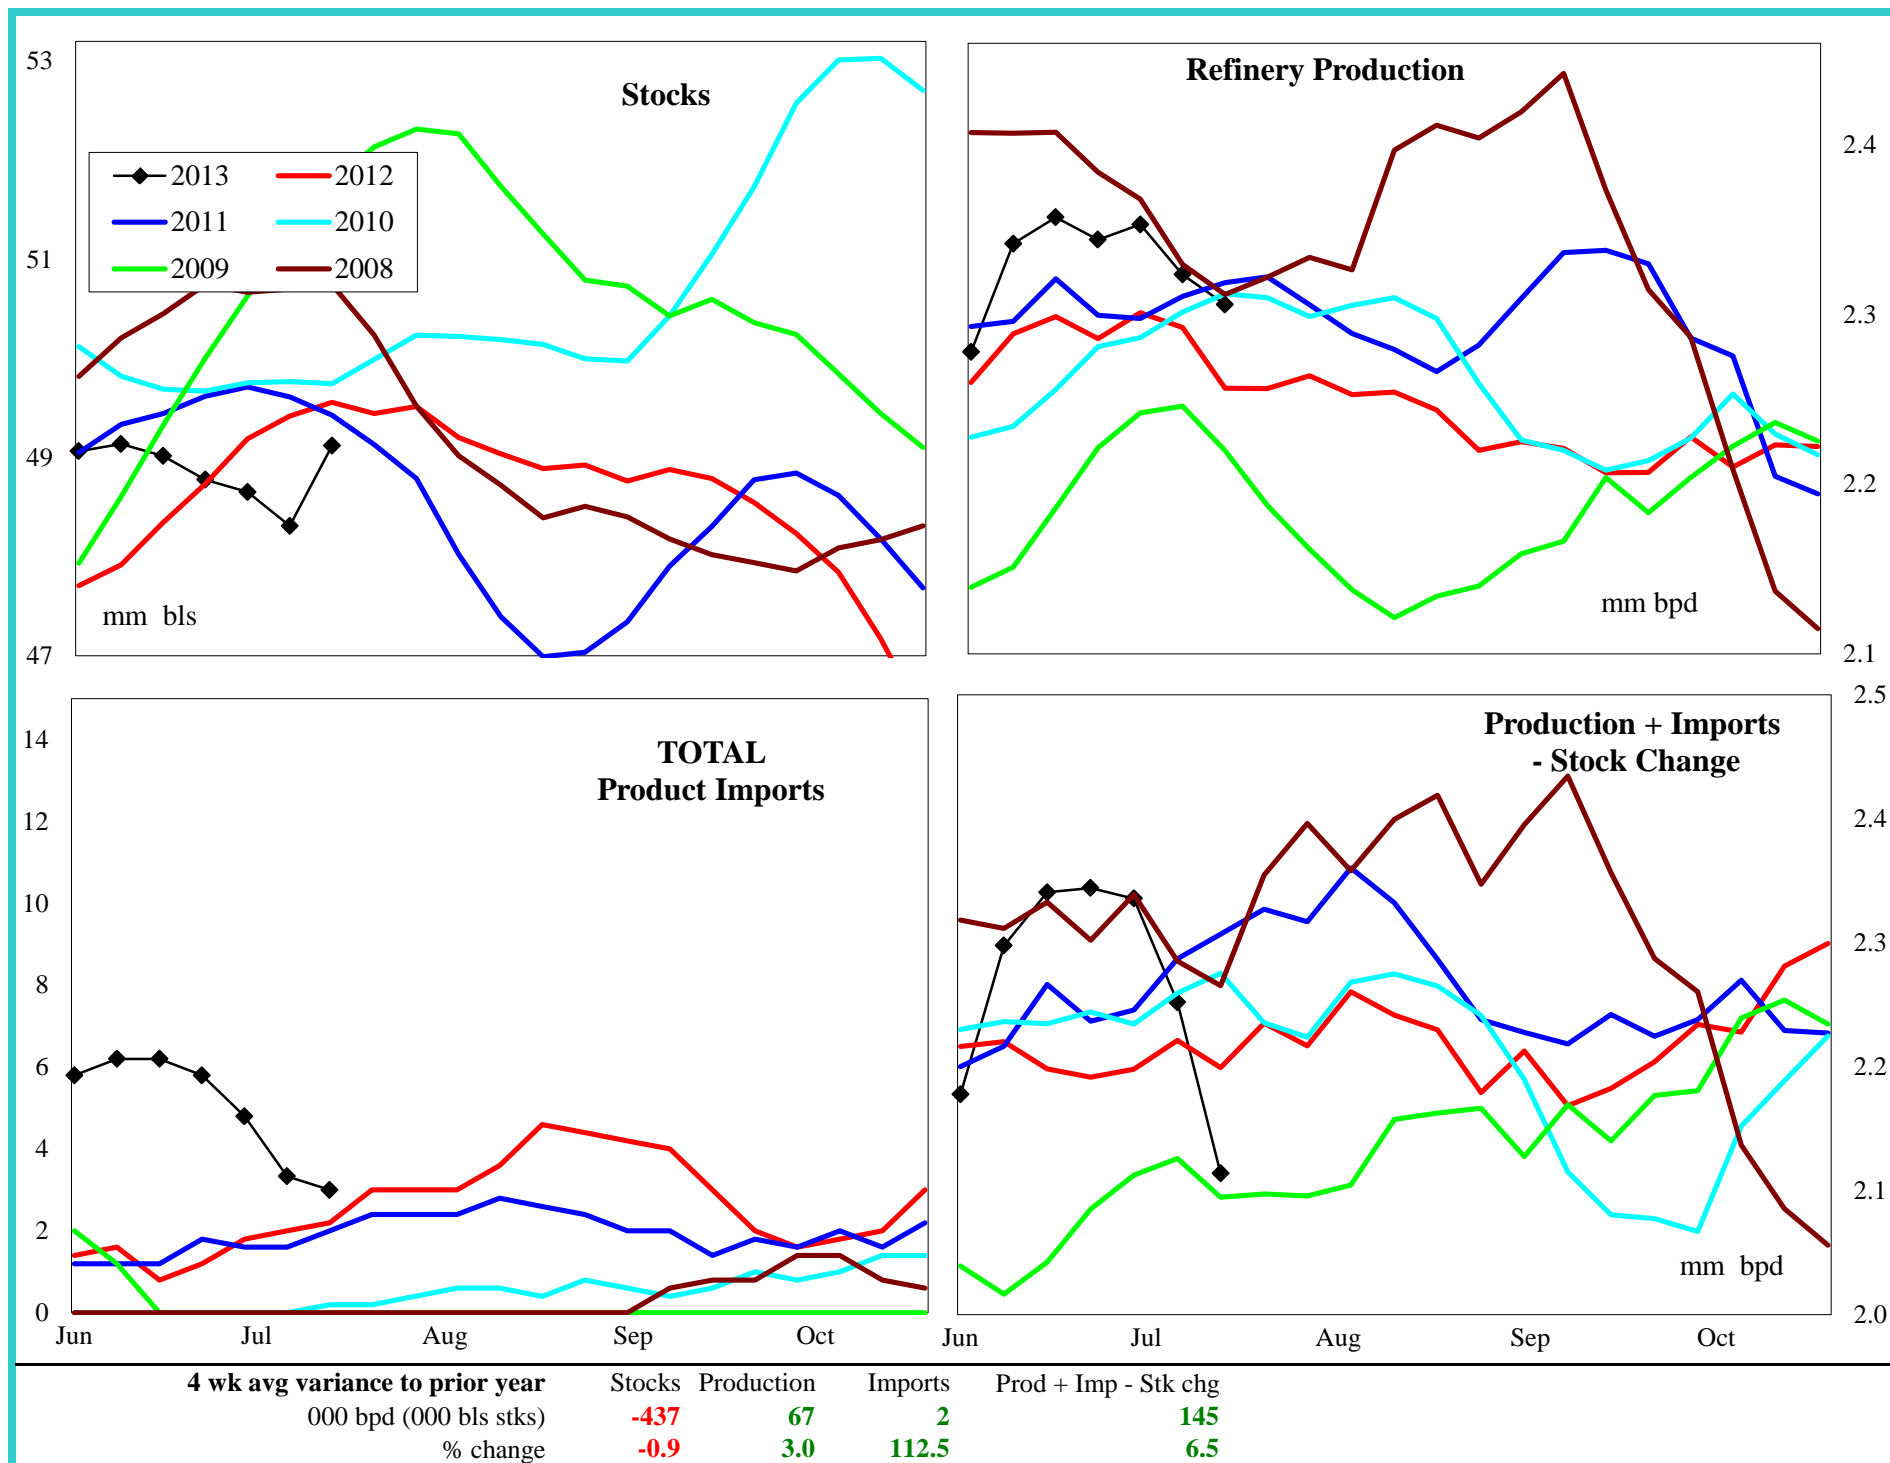 Stocks
53
51
49
47
2013 2012
2011 2010
2009 2008
mm bls
Refinery Production
2.4
2.3
2.2
2.1
mm bpd
TOTAL
Product Imports
14
12
10
8
6
4
2
0
Jun Jul Aug Sep Oct
Production + Imports
- Stock Change
2.5
2.4
2.3
2.2
2.1
2.0
mm bpd
Jun Jul Aug Sep Oct
4 wk avg variance to prior year Stocks Production Imports Prod + Imp - Stk chg
000 bpd (000 bls stks) -437 67 2 145
% change -0.9 3.0 112.5 6.5